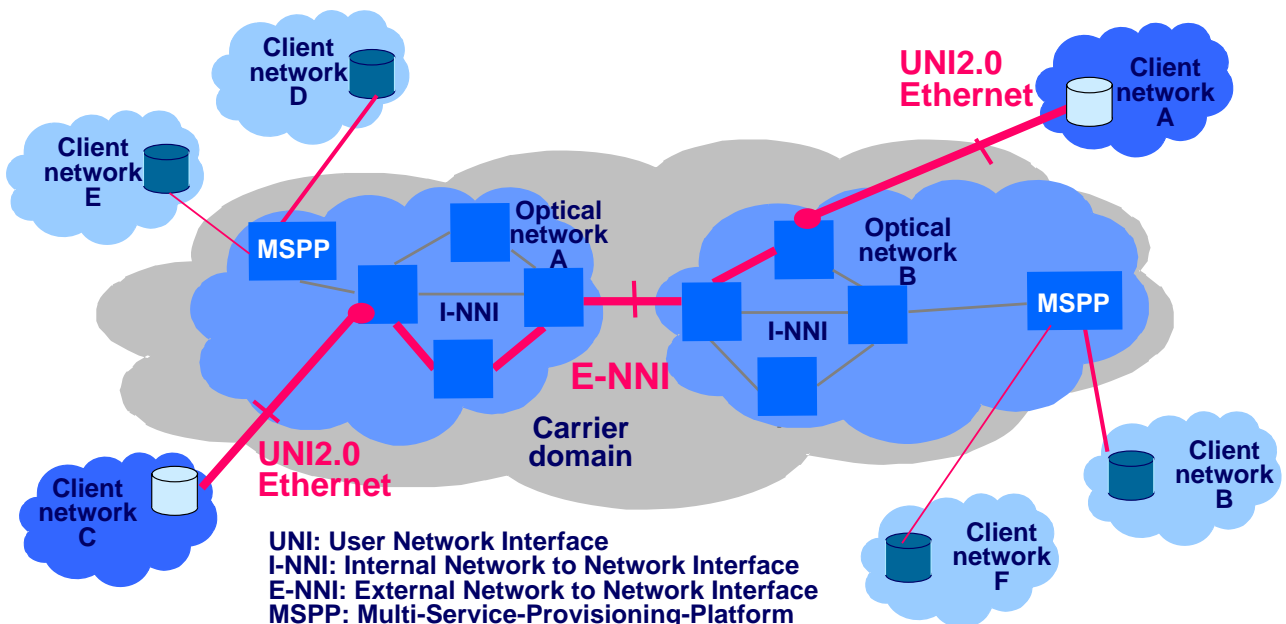 Client
network
D
UNI2.0
Ethernet
Client
network
A
Client
network
E
MSPP
Optical
network
A
I-NNI
Optical
network
B
I-NNI
MSPP
E-NNI
Carrier
domain
UNI2.0
Ethernet
Client
network
C
Client
network
B
Client
network
F
UNI: User Network Interface
I-NNI: Internal Network to Network Interface
E-NNI: External Network to Network Interface
MSPP: Multi-Service-Provisioning-Platform